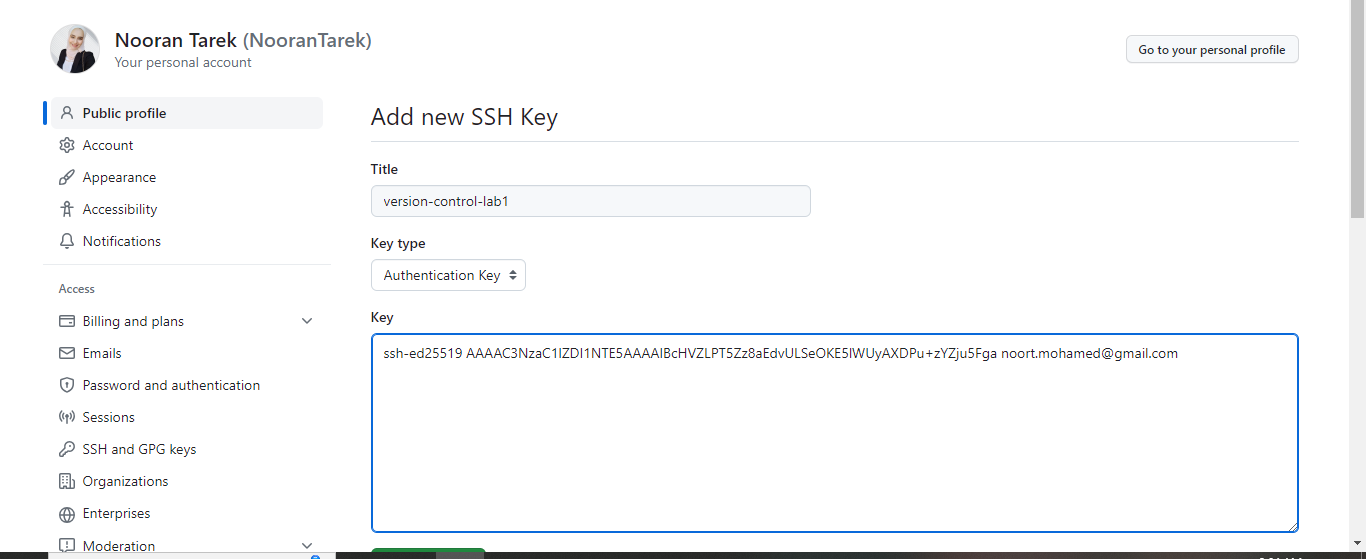 Nooran Tarek (NooranTarek)
Your personal account
Go to your personal profile
Public profile
Account
Appearance
Accessibility
Notifications
Access
Billing and plans
Emails
Password and authentication
Sessions
SSH and GPG keys
Organizations
Enterprises
Moderation
Add new SSH Key
Title
version-control-lab1
Key type
Authentication Key
Key
ssh-ed25519 AAAAC3NzaC1lZDI1NTE5AAAAIBcHVZLPT5Zz8aEdvULSeOKE5IWUyAXDPu+zYZju5Fga noort.mohamed@gmail.com